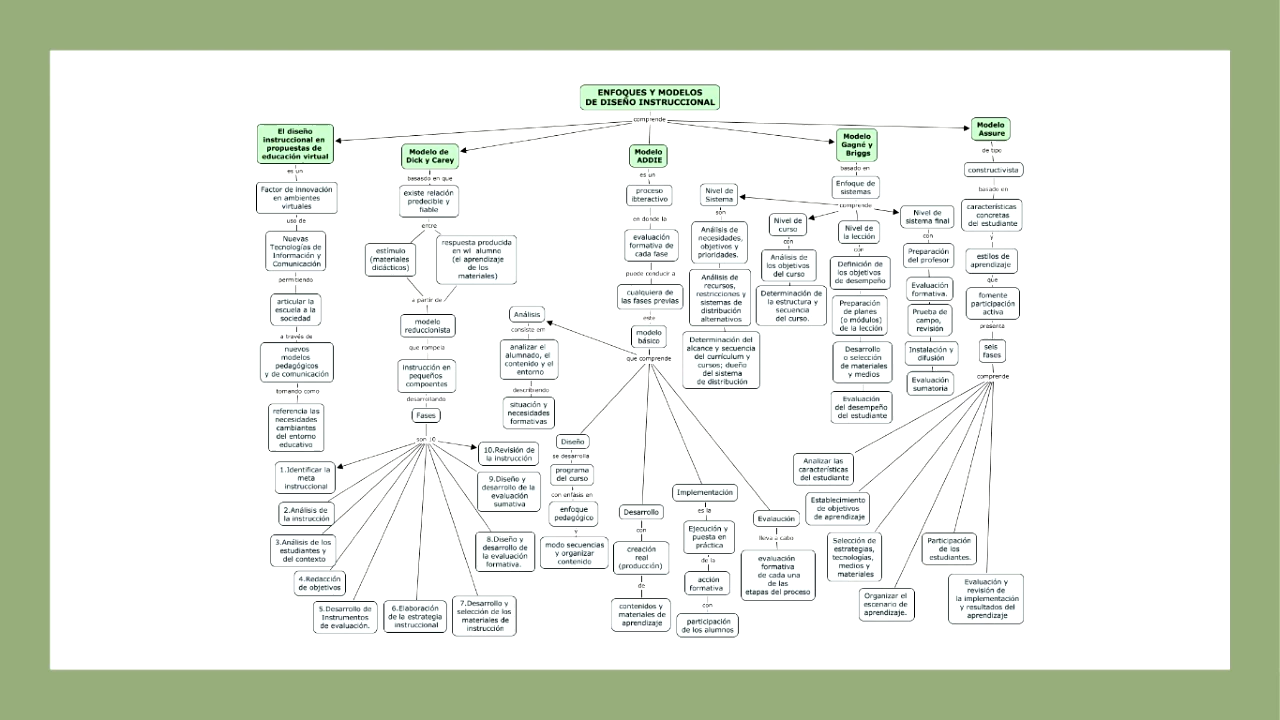 ENFOQUES Y MODELOS
DE DISEÑO INSTRUCCIONAL
comprende
El diseño
instruccional en
propuestas de
educación virtual
es un
Factor de innovación
en ambientes
virtuales
uso de
Nuevas
Tecnologías de
Información y
Comunicación
permitiendo
articular la
escuela a la
sociedad
a través de
nuevos
modelos
pedagógicos
y de comunicación
tomando como
referencia las
necesidades
cambiantes
del entorno
educativo
Modelo de
Dick y Carey
basasdo en que
existe relación
predecible y
fiable
entre
estímulo
(materiales
didácticos)
respuesta producida
en wl alumno
(el aprendizaje
de los
materiales)
a partir de
modelo
reduccionista
que rompeiz
instrucción en
pequeños
compoentes
desarrollando
Fases
son 10
1.Identificar la
meta
instruccional
2.Análisis de
la instrucción
3.Análisis de los
estudiantes y
del contexto
4.Redacción
de objetivos
5.Desarrollo de
Instrumentos
de evaluación.
6.Elaboración
de la estrategia
instruccional
7.Desarrollo y
selección de los
materiales de
instrucción
8.Diseño y
desarrollo de
la evaluación
formativa.
9.Diseño y
desarrollo de la
evaluación
sumativa
10.Revisión de
la instrucción
Modelo
ADDIE
es un
proceso
ibteractivo
en donde la
evaluación
formativa de
cada fase
puede conducir a
cualquiera de
las fases previas
este
modelo
básico
que comprende
Análisis
consiste em
analizar el
alumnado, el
contenido y el
entorno
describiendo
situación y
necesidades
formativas
Diseño
se desarrolla
programa
del curso
con enfasis en
enfoque
pedagógico
y
modo secuencias
y organizar
contenido
Desarrollo
con
creación
real
(producción)
de
contenidos y
materiales de
aprendizaje
Implementación
es la
Ejecución y
puesta en
práctica
de la
acción
formativa
con
participación
de los alumnos
Evalaución
lleva a cabo
evaluación
formativa
de cada una
de las
etapas del proceso
Modelo
Gagné y
Briggs
basado en
Enfoque de
sistemas
comprende
Nivel de
Sistema
són
Análisis de
necesidades,
objetivos y
prioridades.
Análisis de
recursos,
restricciones y
sistemas de
distribución
alternativos
Determinación del
alcance y secuencia
del currículum y
cursos; dueño
del sistema
de distribución
Nivel de
curso
cón
Análisis de
los objetivos
del curso
Determinación de
la estructura y
secuencia
del curso.
Nivel de
la lección
cón
Definición de
los objetivos
de desempeño
Preparación
de planes
(o módulos)
de la lección
Desarrollo
o selección
de materiales
y medios
Evaluación
del desempeño
del estudiante
Nivel de
sistema final
cón
Preparación
del profesor
Evaluación
formativa.
Prueba de
campo,
revisión
Instalación y
difusión
Evaluación
sumatoria
Modelo
Assure
de tipo
constructivista
basado en
características
concretas
del estudiante
y
estilos de
aprendizaje
que
fomente
participación
activa
presenta
seis
fases
comprende
Analizar las
características
del estudiante
Establecimiento
de objetivos
de aprendizaje
Selección de
estrategias,
tecnologías,
medios y
materiales
Organizar el
escenario de
aprendizaje.
Participación
de los
estudiantes.
Evaluación y
revisión de
la implementación
y resultados del
aprendizaje